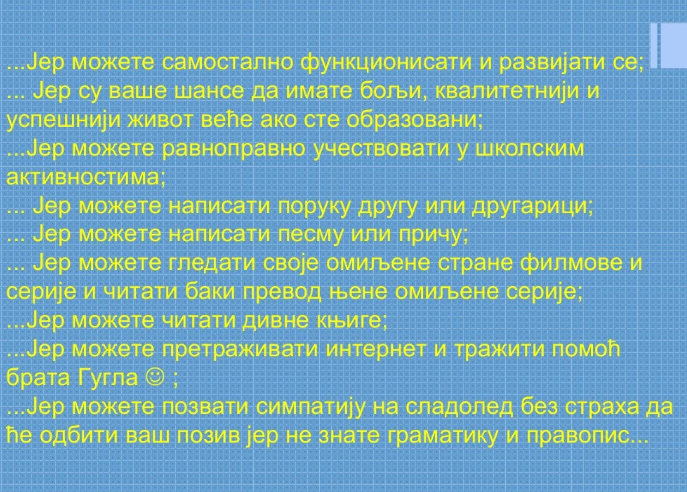 ...Јер можете самостално функционисати и развијати се;
... Јер су ваше шансе да имате бољи, квалитетнији и
успешнији живот веће ако сте образовани;
...Јер можете равноправно учествовати у школским
активностима;
... Јер можете написати поруку другу или другарици;
... Јер можете написати песму или причу;
... Јер можете гледати своје омиљене стране филмове и
серије и читати баки превод њене омиљене серије;
...Јер можете читати дивне књиге;
...Јер можете претраживати интернет и тражити помоћ
брата Гугла ☺ ;
...Јер можете позвати симпатију на сладолед без страха да
ће одбити ваш позив јер не знате граматику и правопис...